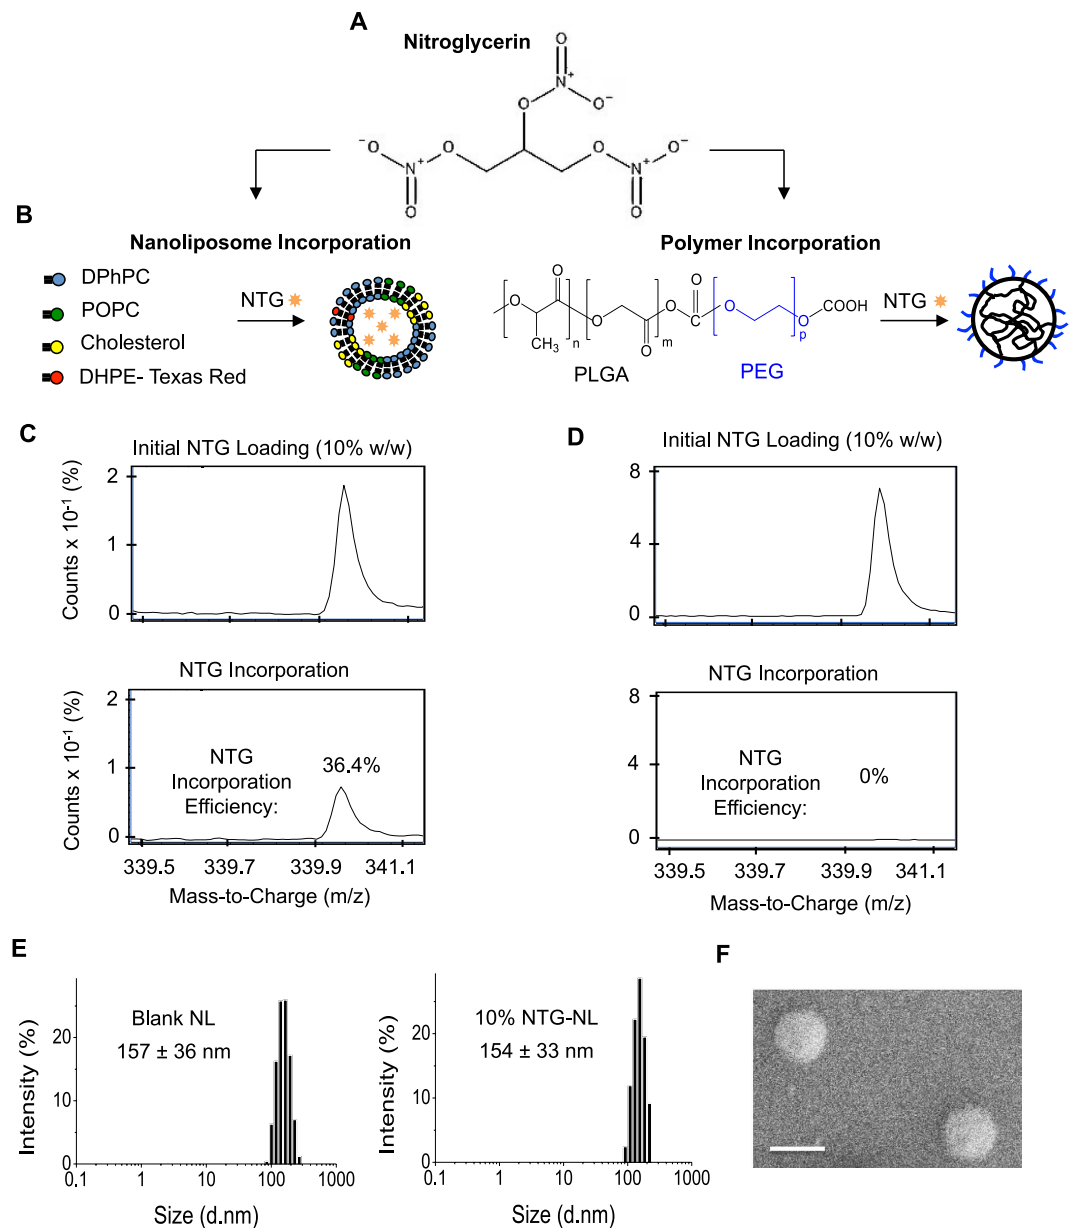 A
Nitroglycerin
O
N⁺
O O⁻
⁻O O O O⁻
N⁺ N⁺
O O
B
Nanoliposome Incorporation
DPhPC
POPC
Cholesterol
DHPE- Texas Red
NTG
Polymer Incorporation
O O O O
O O O O COOH
CH₃ n O m p
PLGA PEG
NTG
C
Initial NTG Loading (10% w/w)
Counts x 10⁻¹ (%)
2
1
0
NTG Incorporation
Counts x 10⁻¹ (%)
2
1
0
NTG
Incorporation
Efficiency:
36.4%
339.5 339.7 339.9 341.1
Mass-to-Charge (m/z)
D
Initial NTG Loading (10% w/w)
8
4
0
NTG Incorporation
8
4
0
NTG
Incorporation
Efficiency:
0%
339.5 339.7 339.9 341.1
Mass-to-Charge (m/z)
E
Intensity (%)
20
10
0
Blank NL
157 ± 36 nm
0.1 1 10 100 1000
Size (d.nm)
Intensity (%)
20
10
0
10% NTG-NL
154 ± 33 nm
0.1 1 10 100 1000
Size (d.nm)
F